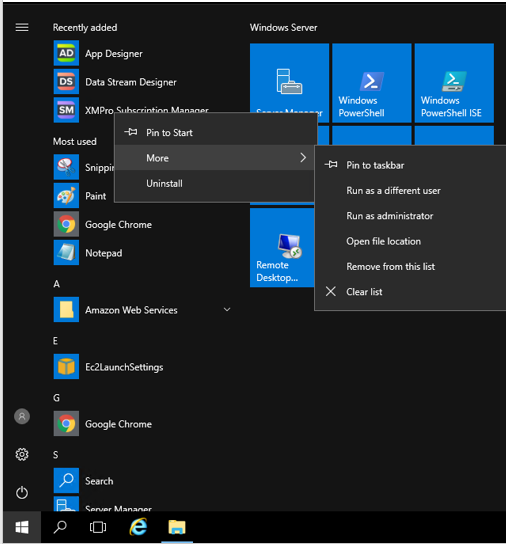 Recently added
AD App Designer
DS Data Stream Designer
SM XMPro Subscription Manager
Most used
Snippin
Paint
Google Chrome
Notepad
A
Amazon Web Services
E
Ec2LaunchSettings
G
Google Chrome
S
Search
Server Manager
Windows Server
Server Manager
Windows
PowerShell
Windows
PowerShell ISE
Remote
Desktop...
Pin to Start
More
Uninstall
Pin to taskbar
Run as a different user
Run as administrator
Open file location
Remove from this list
Clear list